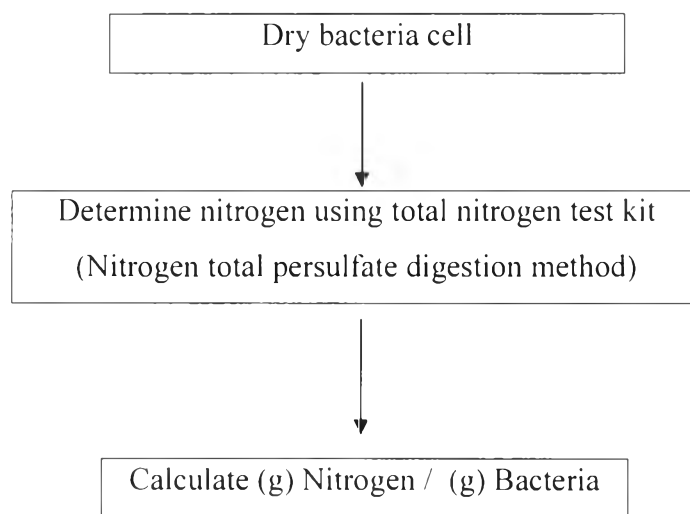 Dry bacteria cell
Determine nitrogen using total nitrogen test kit
(Nitrogen total persulfate digestion method)
Calculate (g) Nitrogen / (g) Bacteria